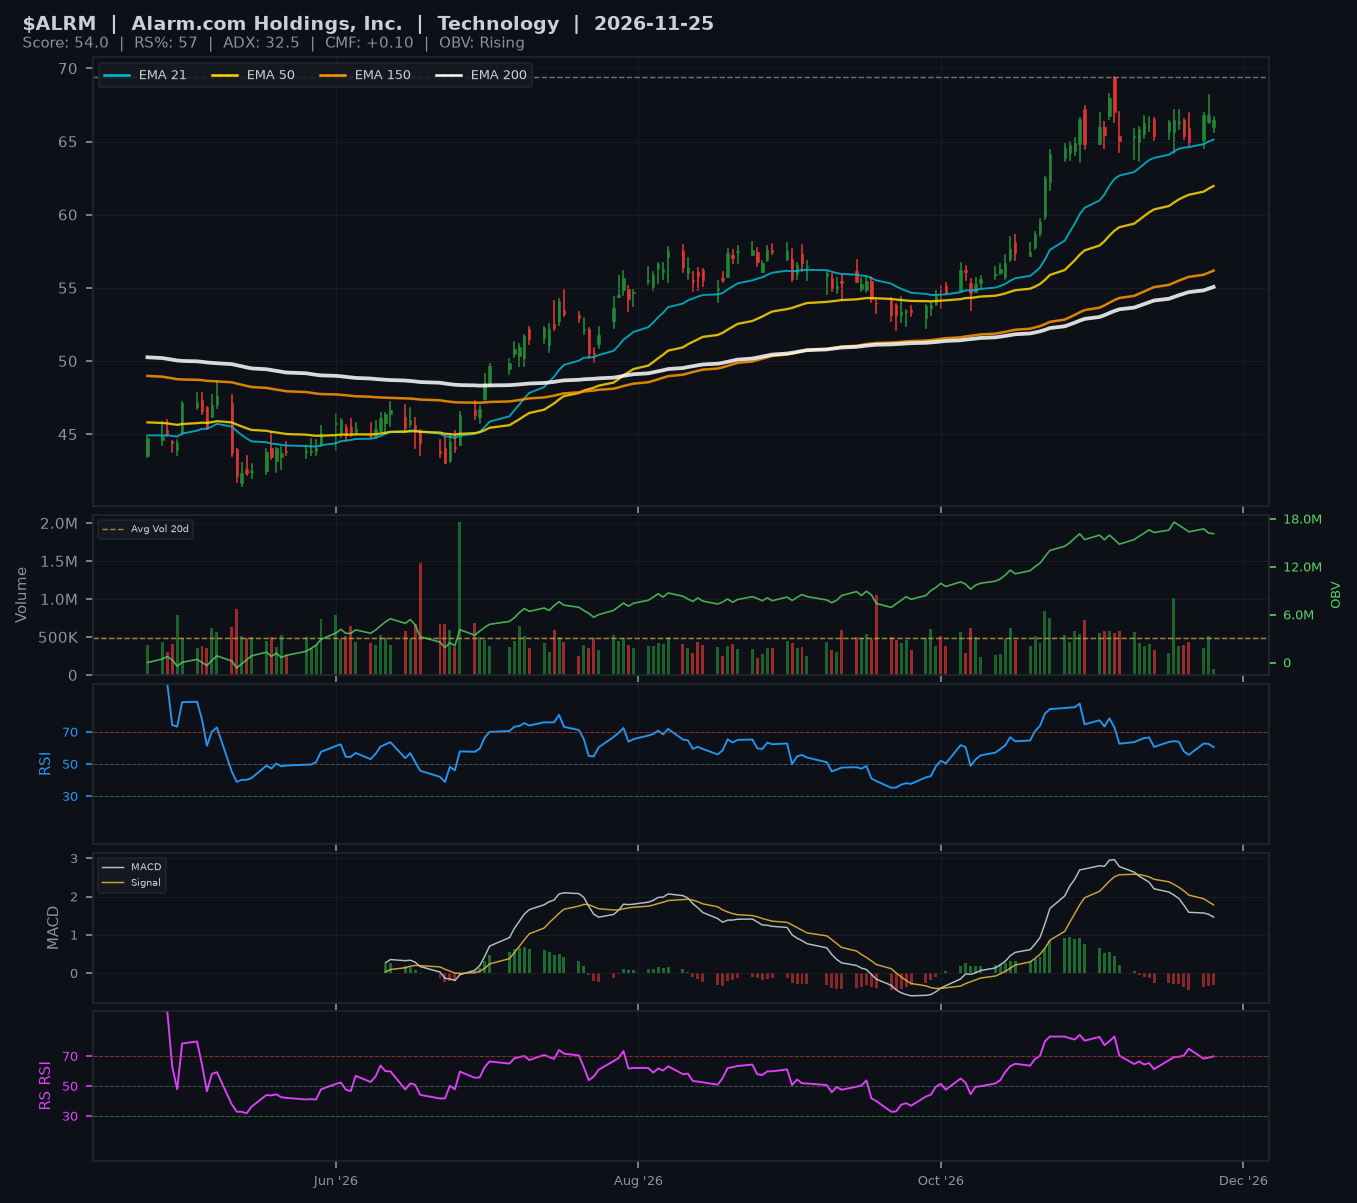 $ALRM | Alarm.com Holdings, Inc. | Technology | 2026-11-25
Score: 54.0 | RS%: 57 | ADX: 32.5 | CMF: +0.10 | OBV: Rising
EMA 21 EMA 50 EMA 150 EMA 200
70
65
60
55
50
45
Avg Vol 20d
2.0M
1.5M
1.0M
500K
0
Volume
18.0M
12.0M
6.0M
0
OBV
70
50
30
RSI
MACD
Signal
3
2
1
0
MACD
70
50
30
RS RSI
Jun '26 Aug '26 Oct '26 Dec '26